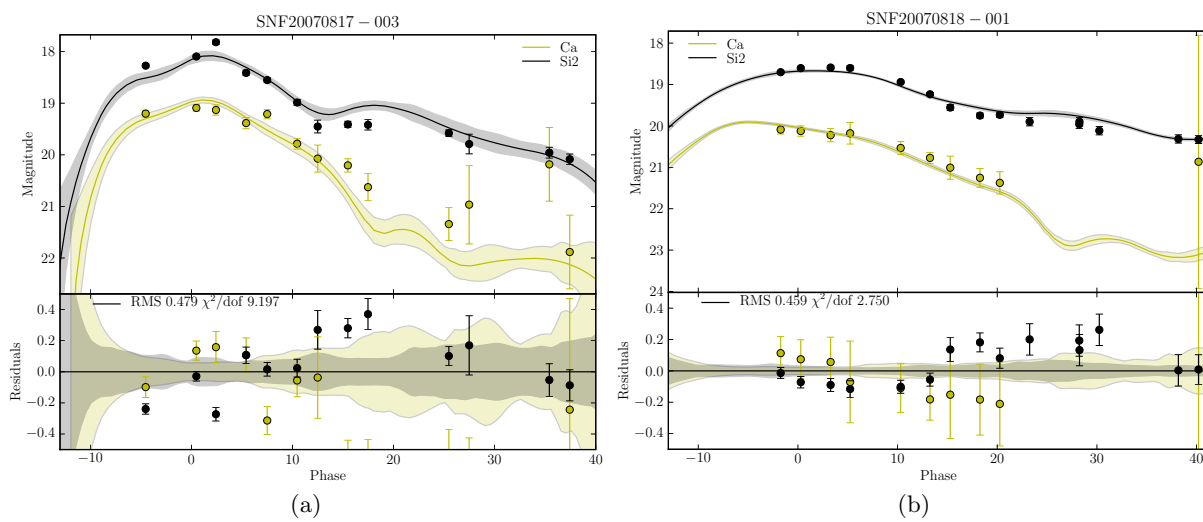 SNF20070817 − 003
Ca
Si2
Magnitude
18
19
20
21
22
RMS 0.479 χ²/dof 9.197
Residuals
0.4
0.2
0.0
−0.2
−0.4
−10 0 10 20 30 40
Phase
(a)
SNF20070818 − 001
Ca
Si2
Magnitude
18
19
20
21
22
23
24
RMS 0.459 χ²/dof 2.750
Residuals
0.4
0.2
0.0
−0.2
−0.4
−10 0 10 20 30 40
Phase
(b)